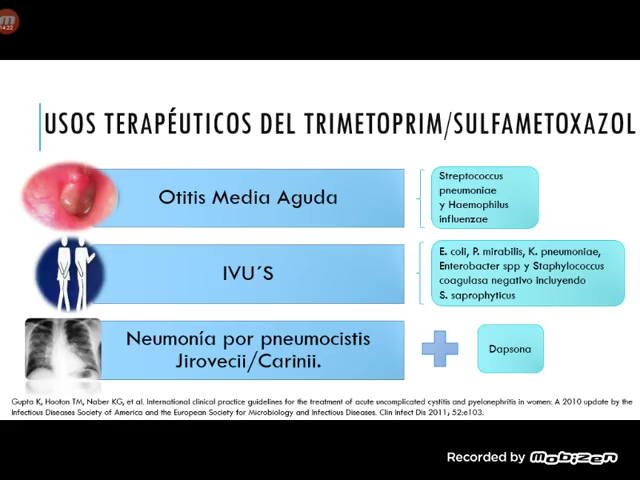 14:22
USOS TERAPÉUTICOS DEL TRIMETOPRIM/SULFAMETOXAZOL
Otitis Media Aguda
Streptococcus
pneumoniae
y Haemophilus
influenzae
IVU´S
E. coli, P. mirabilis, K. pneumoniae,
Enterobacter spp y Staphylococcus
coagulasa negativo incluyendo
S. saprophyticus
Neumonía por pneumocistis
Jirovecii/Carinii.
Dapsona
Gupta K, Hooton TM, Naber KG, et al. International clinical practice guidelines for the treatment of acute uncomplicated cystitis and pyelonephritis in women: A 2010 update by the
Infectious Diseases Society of America and the European Society for Microbiology and Infectious Diseases. Clin Infect Dis 2011; 52:e103.
Recorded by MOBIZEN